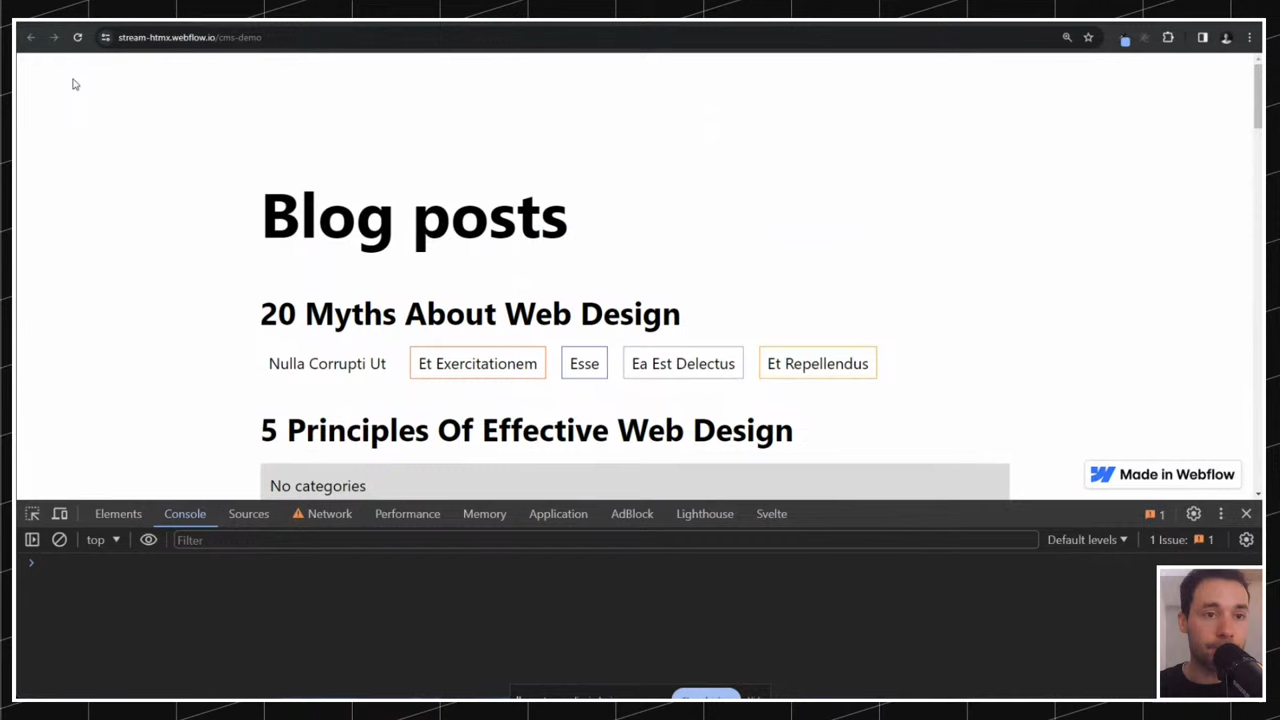 stream-htmx.webflow.io/cms-demo
Blog posts
20 Myths About Web Design
Nulla Corrupti Ut Et Exercitationem Esse Ea Est Delectus Et Repellendus
5 Principles Of Effective Web Design
No categories
Made in Webflow
Elements Console Sources Network Performance Memory Application AdBlock Lighthouse Svelte 1
top Filter Default levels 1 Issue: 1